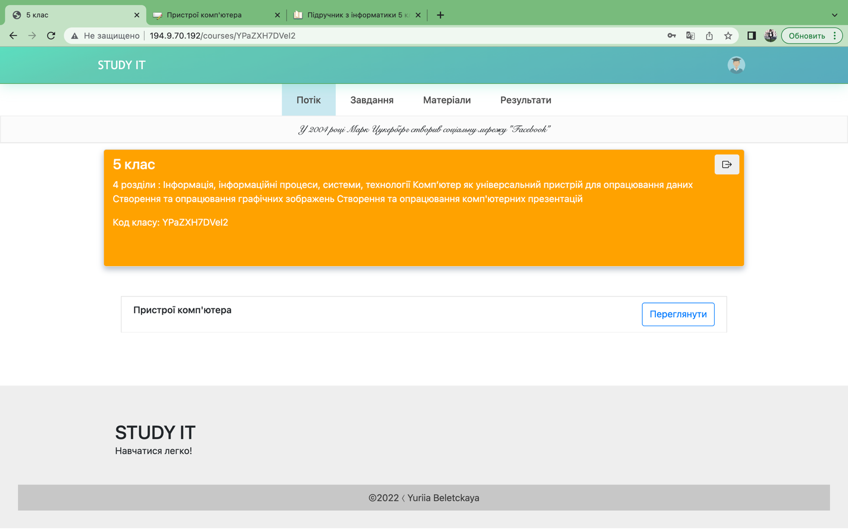 5 клас
Пристрої комп'ютера
Підручник з інформатики 5 к
Не защищено
194.9.70.192/courses/YPaZXH7DVeI2
Обновить
STUDY IT
Потік
Завдання
Матеріали
Результати
У 2004 році Марк Цукерберг створив соціальну мережу "Facebook"
5 клас
4 розділи : Інформація, інформаційні процеси, системи, технології Комп'ютер як універсальний пристрій для опрацювання даних
Створення та опрацювання графічних зображень Створення та опрацювання комп'ютерних презентацій
Код класу: YPaZXH7DVeI2
Пристрої комп'ютера
Переглянути
STUDY IT
Навчатися легко!
©2022 《 Yuriia Beletckaya